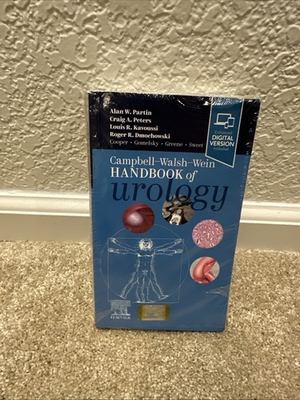 Alan W. Partin
Craig A. Peters
Louis R. Kavoussi
Roger R. Dmochowski
Cooper • Gomelsky • Greene • Sweet
DIGITAL
VERSION
Campbell–Walsh–Wein
HANDBOOK of
urology
ELSEVIER